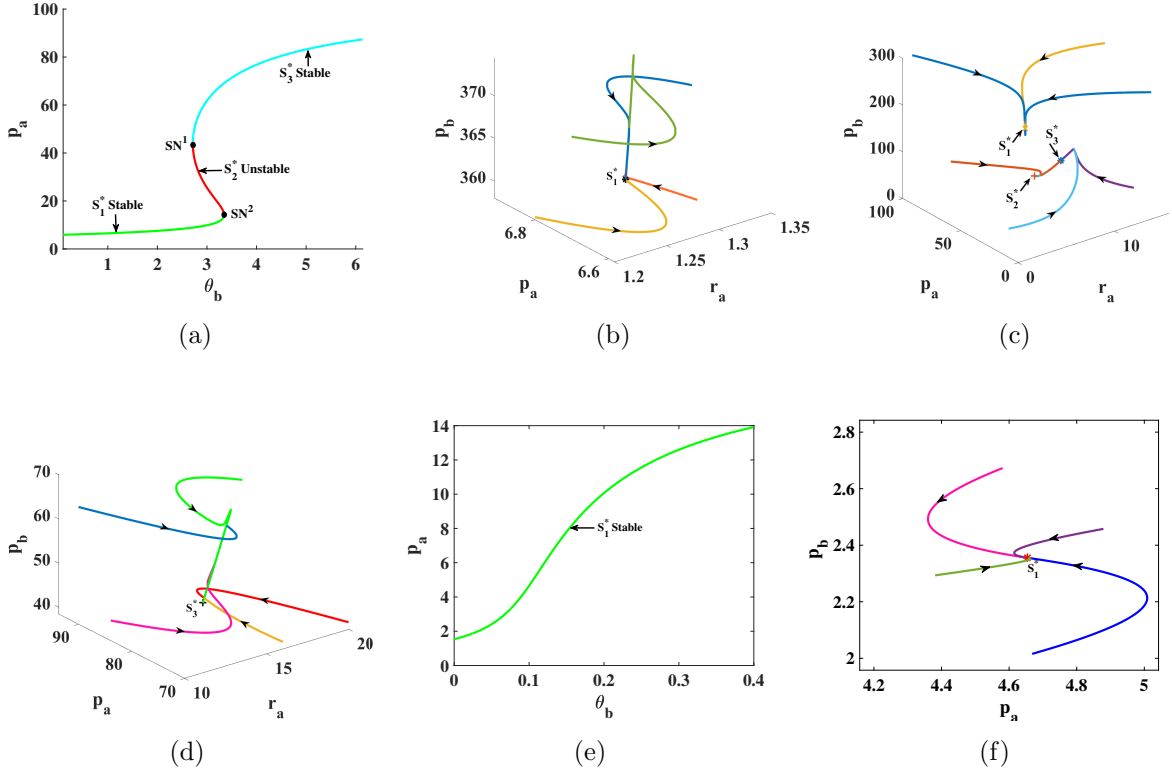 100
80
60
40
20
0
1
2
3
4
5
6
p_a
θ_b
S_1^* Stable
S_2^* Unstable
S_3^* Stable
SN^1
SN^2
(a)
370
365
360
p_b
6.8
6.6
p_a
1.2
1.25
1.3
1.35
r_a
S_1^*
(b)
300
200
100
0
p_b
100
50
0
p_a
0
10
r_a
S_1^*
S_3^*
S_2^*
(c)
70
60
50
40
p_b
90
80
70
p_a
10
15
20
r_a
S_3^*
(d)
14
12
10
8
6
4
2
0
p_a
0
0.1
0.2
0.3
0.4
θ_b
S_1^* Stable
(e)
2.8
2.6
2.4
2.2
2
p_b
4.2
4.4
4.6
4.8
5
p_a
S_1^*
(f)